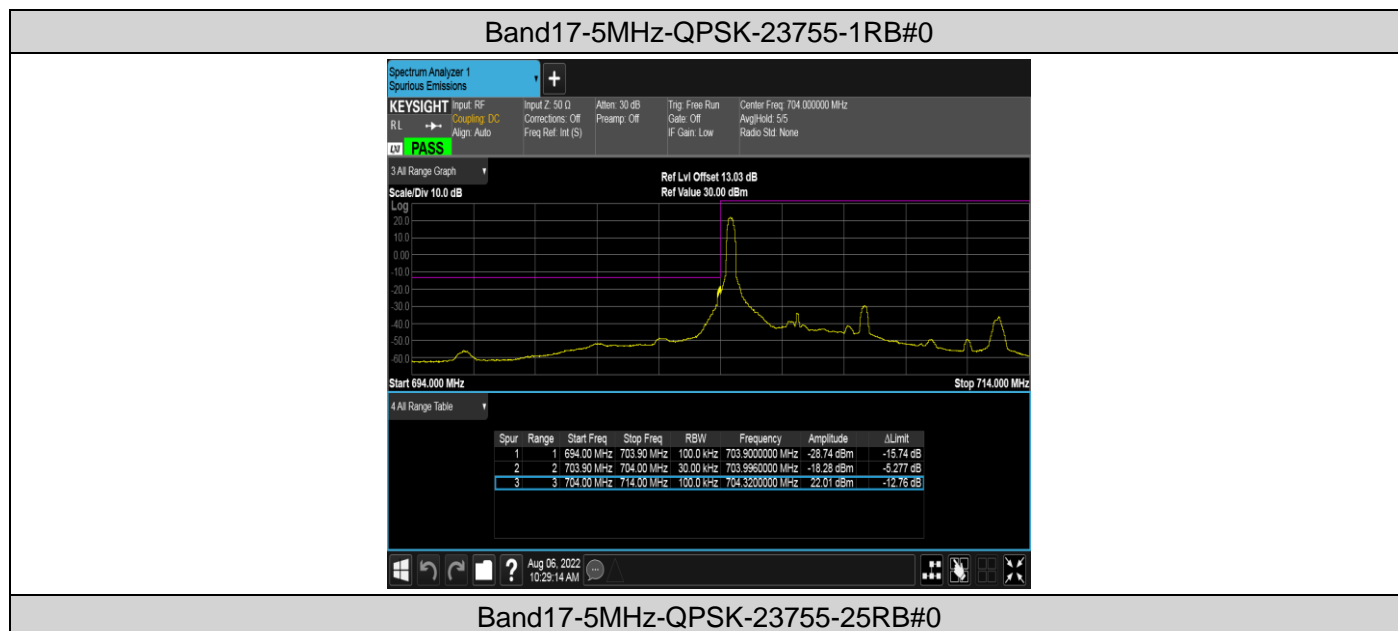 Band17-5MHz-QPSK-23755-1RB#0
Spectrum Analyzer 1
Spurious Emissions
+
KEYSIGHT Input: RF Input Z: 50 Ω Atten: 30 dB Trig: Free Run Center Freq: 704.000000 MHz
RL Coupling: DC Corrections: Off Preamp: Off Gate: Off Avg|Hold: 5/5
Align: Auto Freq Ref: Int (S) IF Gain: Low Radio Std: None
LXI PASS
3 All Range Graph
Ref Lvl Offset 13.03 dB
Scale/Div 10.0 dB Ref Value 30.00 dBm
Log
20.0
10.0
0.00
-10.0
-20.0
-30.0
-40.0
-50.0
-60.0
Start 694.000 MHz Stop 714.000 MHz
4 All Range Table
Spur Range Start Freq Stop Freq RBW Frequency Amplitude ΔLimit
1 1 694.00 MHz 703.90 MHz 100.0 kHz 703.9000000 MHz -28.74 dBm -15.74 dB
2 2 703.90 MHz 704.00 MHz 30.00 kHz 703.9960000 MHz -18.28 dBm -5.277 dB
3 3 704.00 MHz 714.00 MHz 100.0 kHz 704.3200000 MHz 22.01 dBm -12.76 dB
? Aug 06, 2022
10:29:14 AM
Band17-5MHz-QPSK-23755-25RB#0